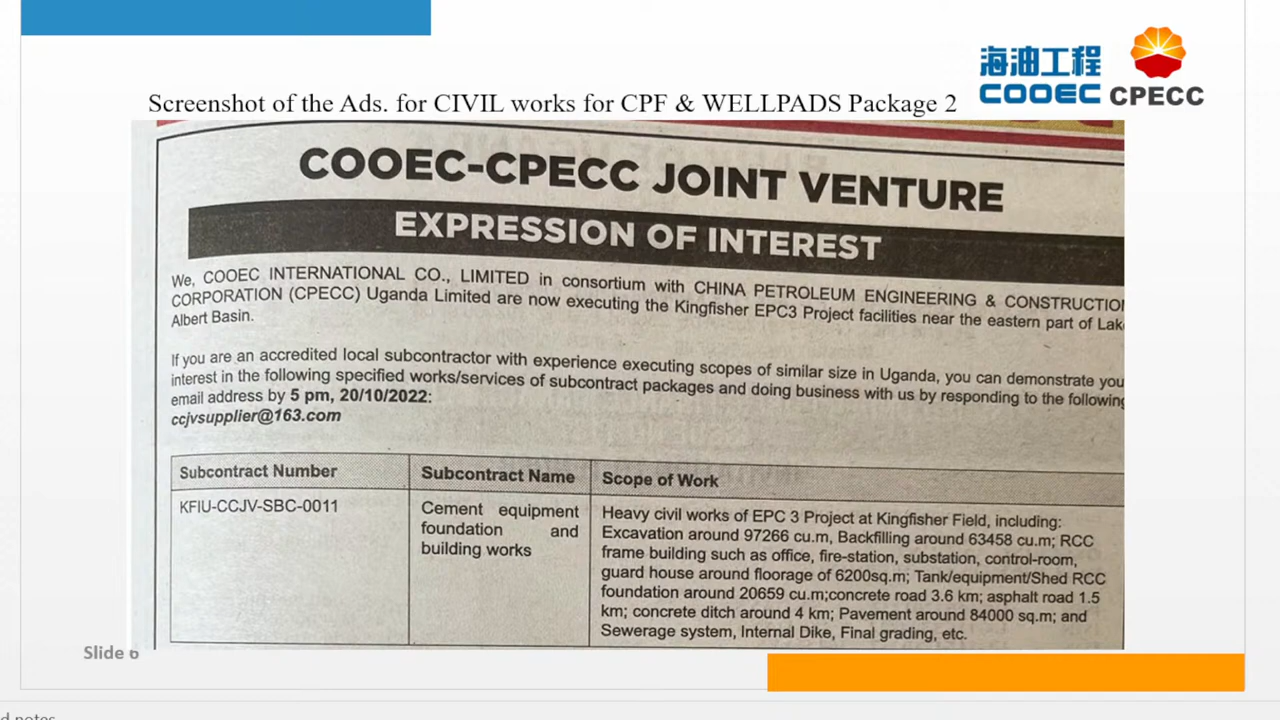 海油工程
COOEC CPECC
Screenshot of the Ads. for CIVIL works for CPF & WELLPADS Package 2
COOEC-CPECC JOINT VENTURE
EXPRESSION OF INTEREST
We, COOEC INTERNATIONAL CO., LIMITED in consortium with CHINA PETROLEUM ENGINEERING & CONSTRUCTIO
CORPORATION (CPECC) Uganda Limited are now executing the Kingfisher EPC3 Project facilities near the eastern part of Lak
Albert Basin.
If you are an accredited local subcontractor with experience executing scopes of similar size in Uganda, you can demonstrate you
interest in the following specified works/services of subcontract packages and doing business with us by responding to the following
email address by 5 pm, 20/10/2022:
ccjvsupplier@163.com
Subcontract Number Subcontract Name Scope of Work
KFIU-CCJV-SBC-0011
Cement equipment
foundation and
building works
Heavy civil works of EPC 3 Project at Kingfisher Field, including:
Excavation around 97266 cu.m, Backfilling around 63458 cu.m; RCC
frame building such as office, fire-station, substation, control-room,
guard house around floorage of 6200sq.m; Tank/equipment/Shed RCC
foundation around 20659 cu.m;concrete road 3.6 km; asphalt road 1.5
km; concrete ditch around 4 km; Pavement around 84000 sq.m; and
Sewerage system, Internal Dike, Final grading, etc.
Slide 6
d notes